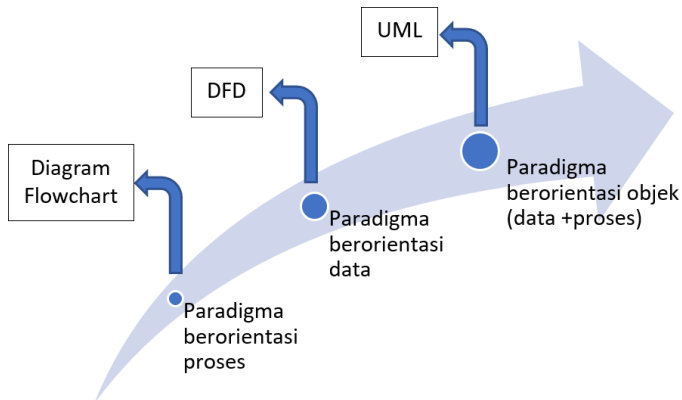 UML
DFD
Diagram
Flowchart
Paradigma
berorientasi objek
(data +proses)
Paradigma
berorientasi
data
Paradigma
berorientasi
proses